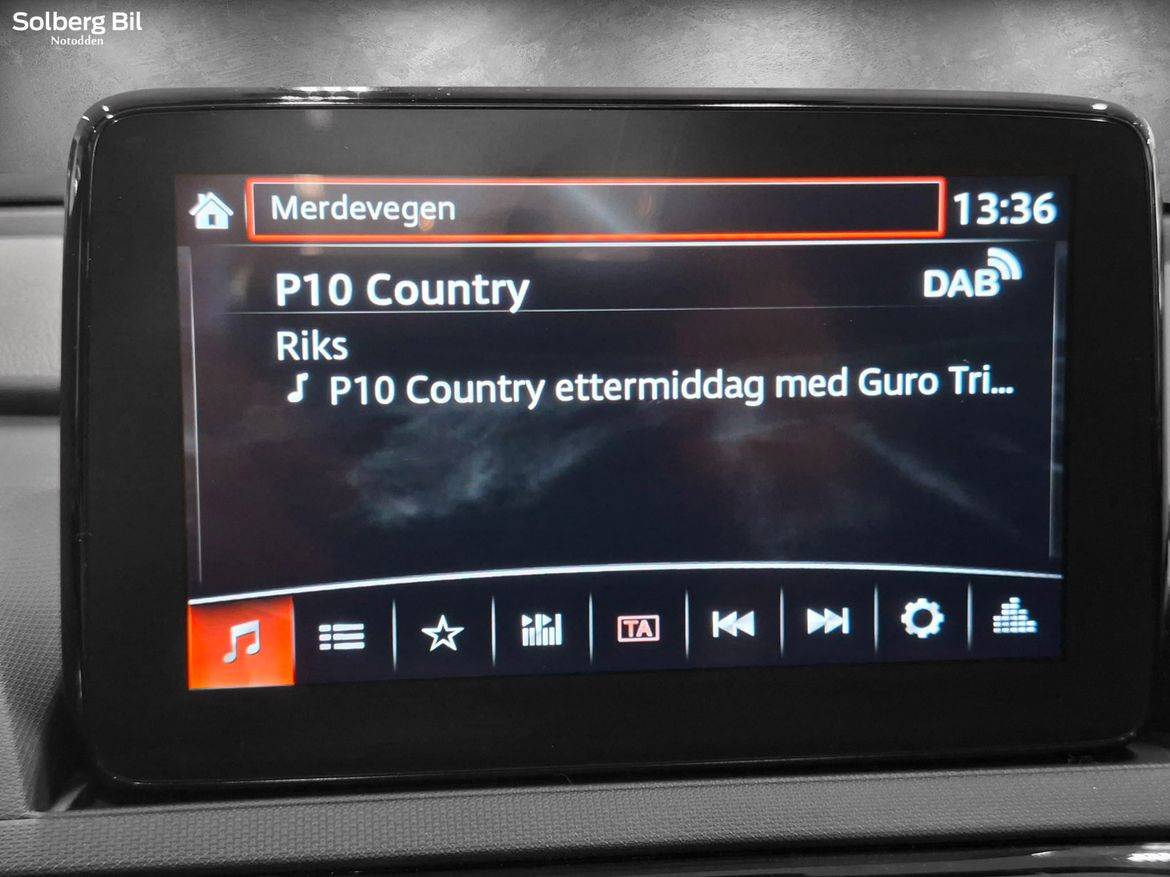 Solberg Bil
Notodden
Merdevegen
13:36
P10 Country
DAB
Riks
P10 Country ettermiddag med Guro Tri...
TA